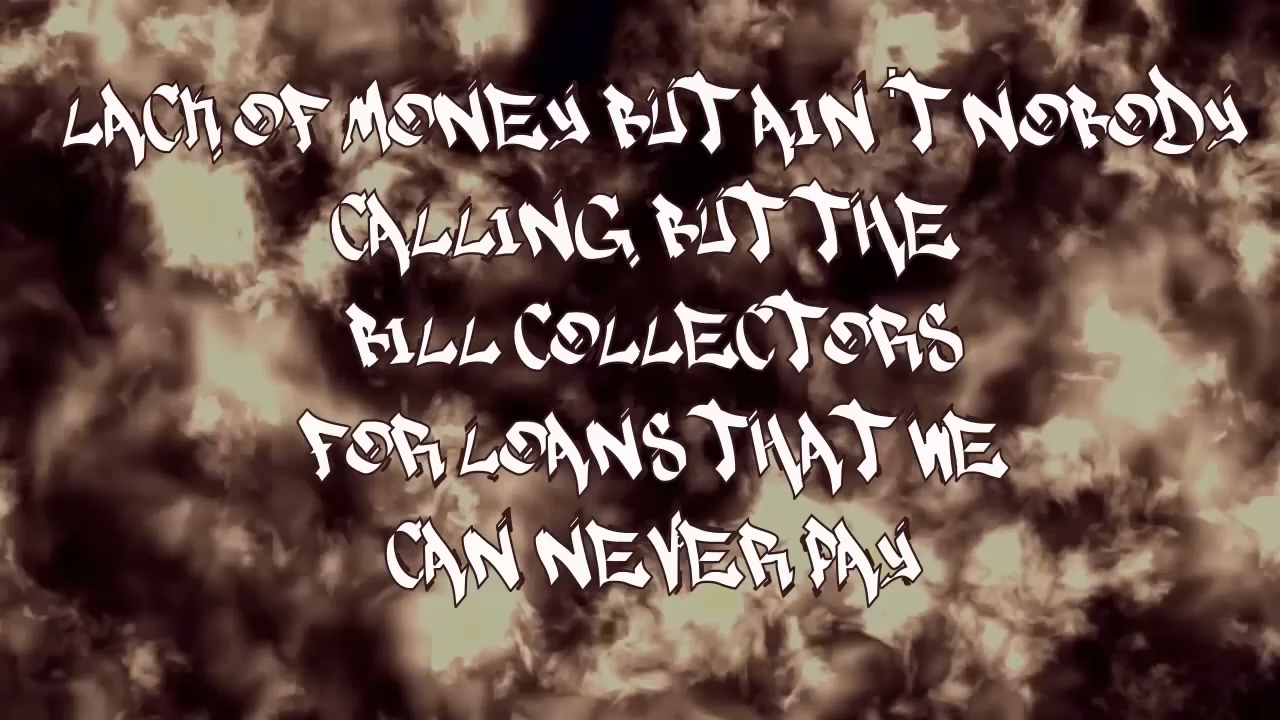 LACK OF MONEY BUT AIN'T NOBODY
CALLING, BUT THE
BILL COLLECTORS
FOR LOANS THAT WE
CAN NEVER PAY